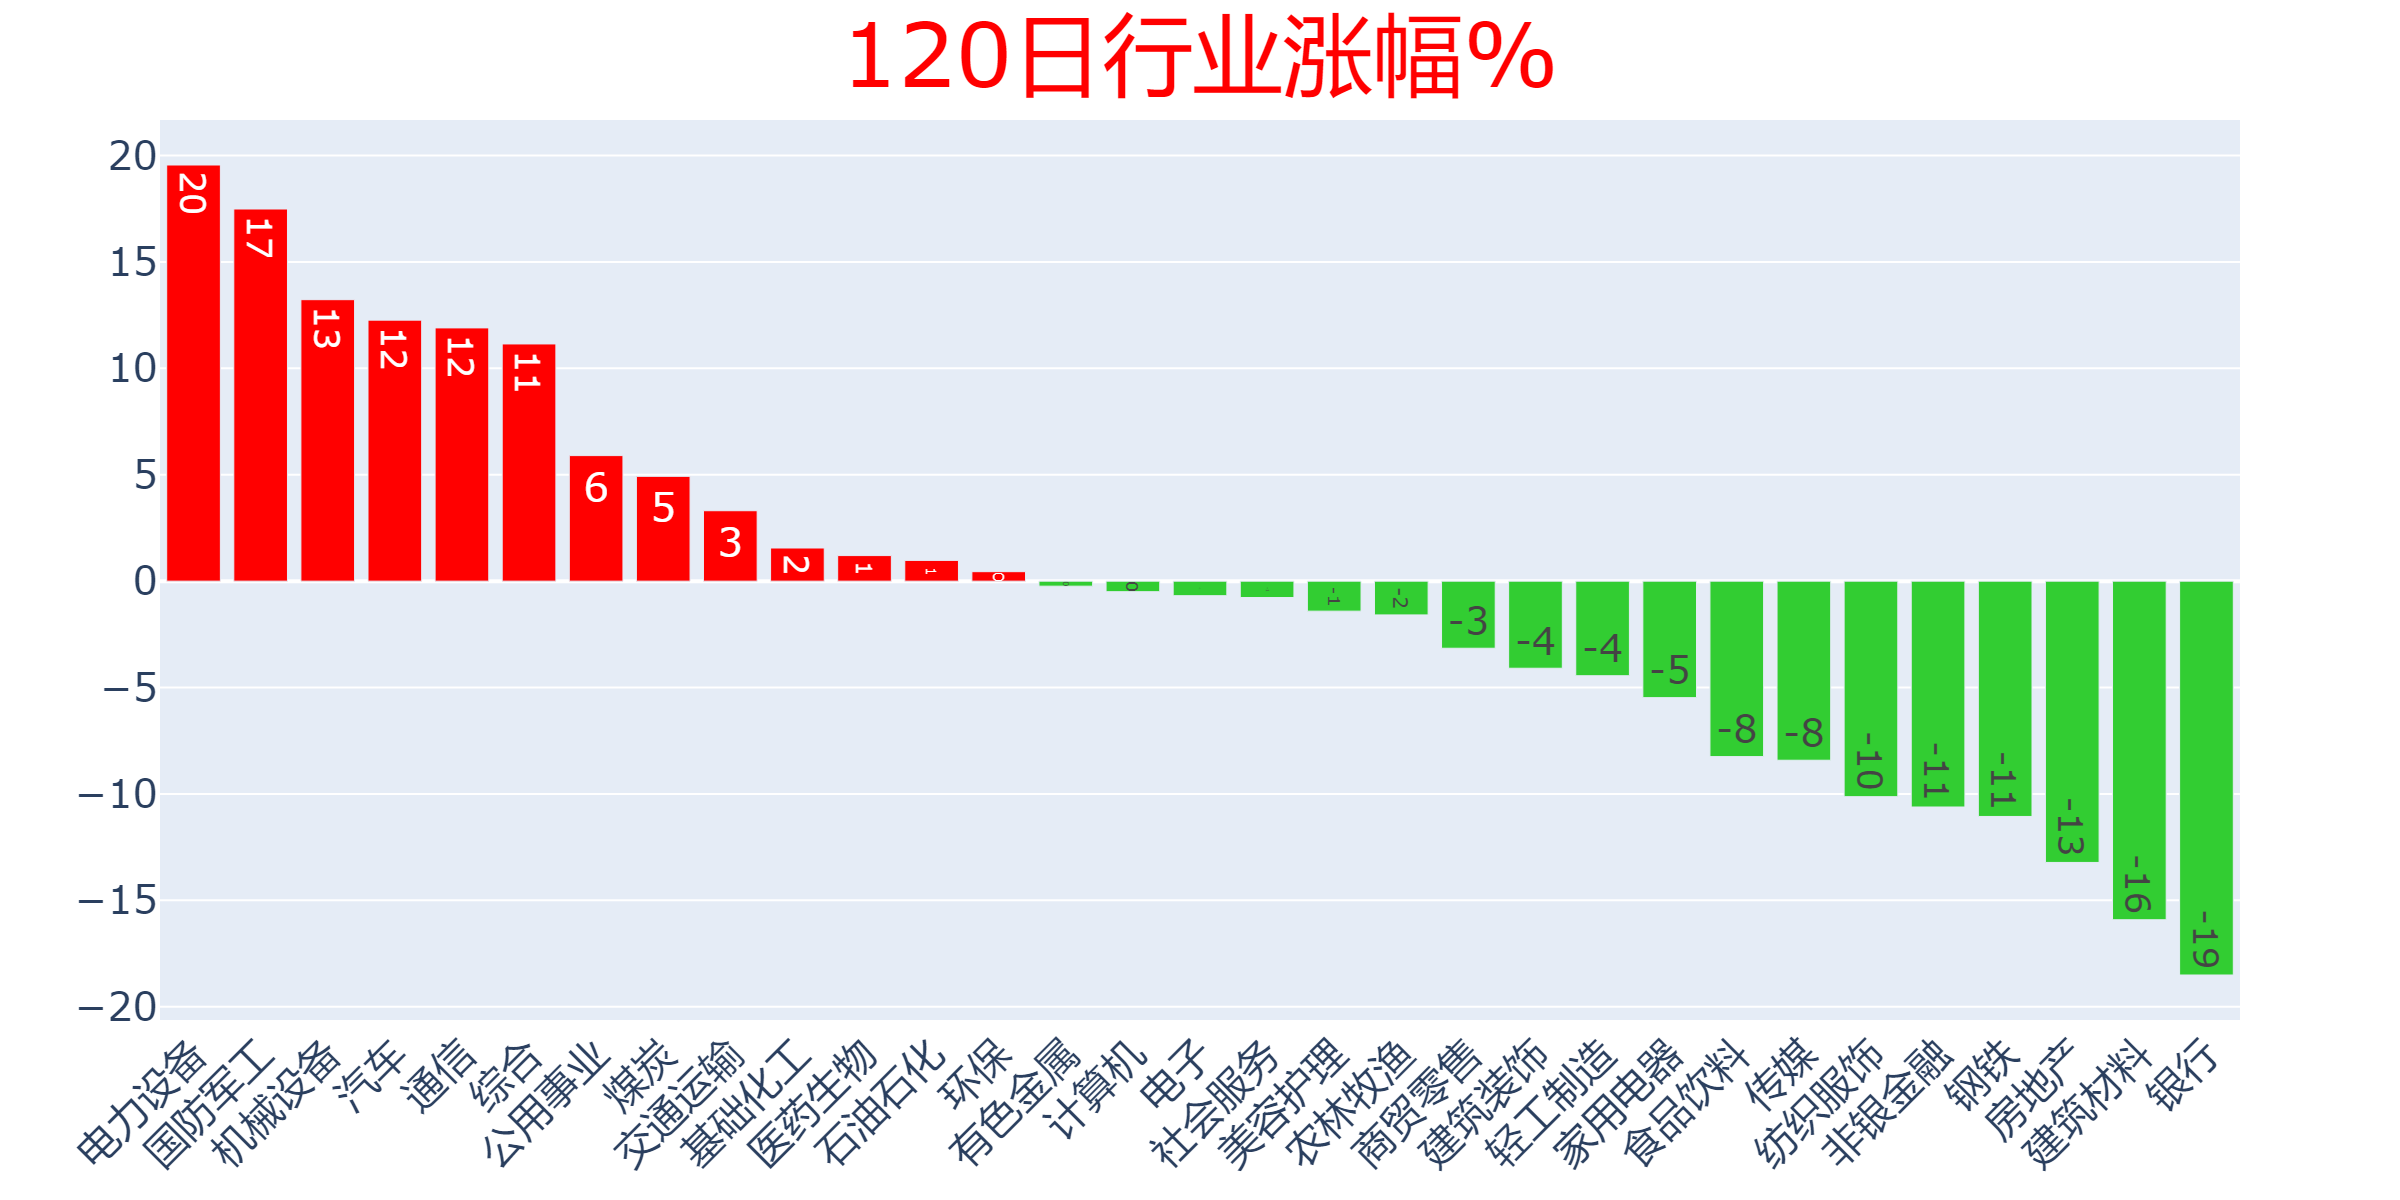 120日行业涨幅%
20
15
10
5
0
−5
−10
−15
−20
20
17
13
12
12
11
6
5
3
2
1
1
0
0
0
-1
-2
-3
-4
-4
-5
-8
-8
-10
-11
-11
-13
-16
-19
电力设备
国防军工
机械设备
汽车
通信
综合
公用事业
煤炭
交通运输
基础化工
医药生物
石油石化
环保
有色金属
计算机
电子
社会服务
美容护理
农林牧渔
商贸零售
建筑装饰
轻工制造
家用电器
食品饮料
传媒
纺织服饰
非银金融
钢铁
房地产
建筑材料
银行